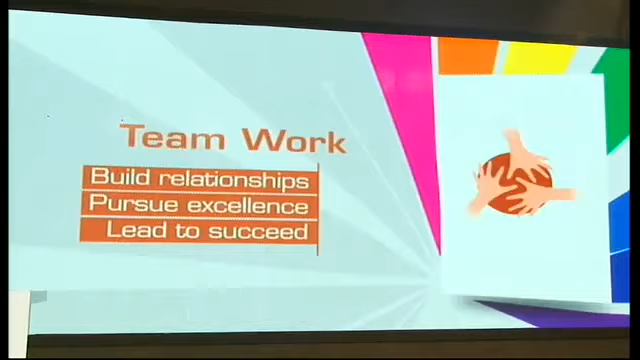 Team Work
Build relationships
Pursue excellence
Lead to succeed